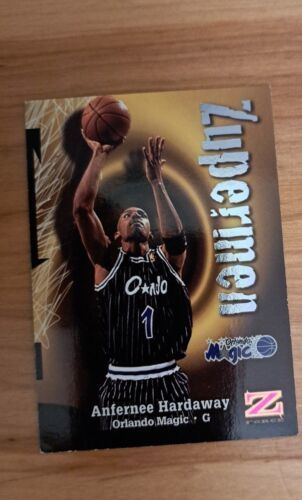 Zupermen
Orlando
1
Orlando
Magic
Anfernee Hardaway
Orlando Magic • G
Z
FORCE